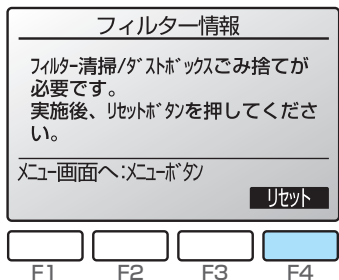 フィルター情報
フィルター清掃/ダストボックスごみ捨てが
必要です。
実施後、リセットボタンを押してくださ
い。
メニュー画面へ:メニューボタン
リセット
F1 F2 F3 F4